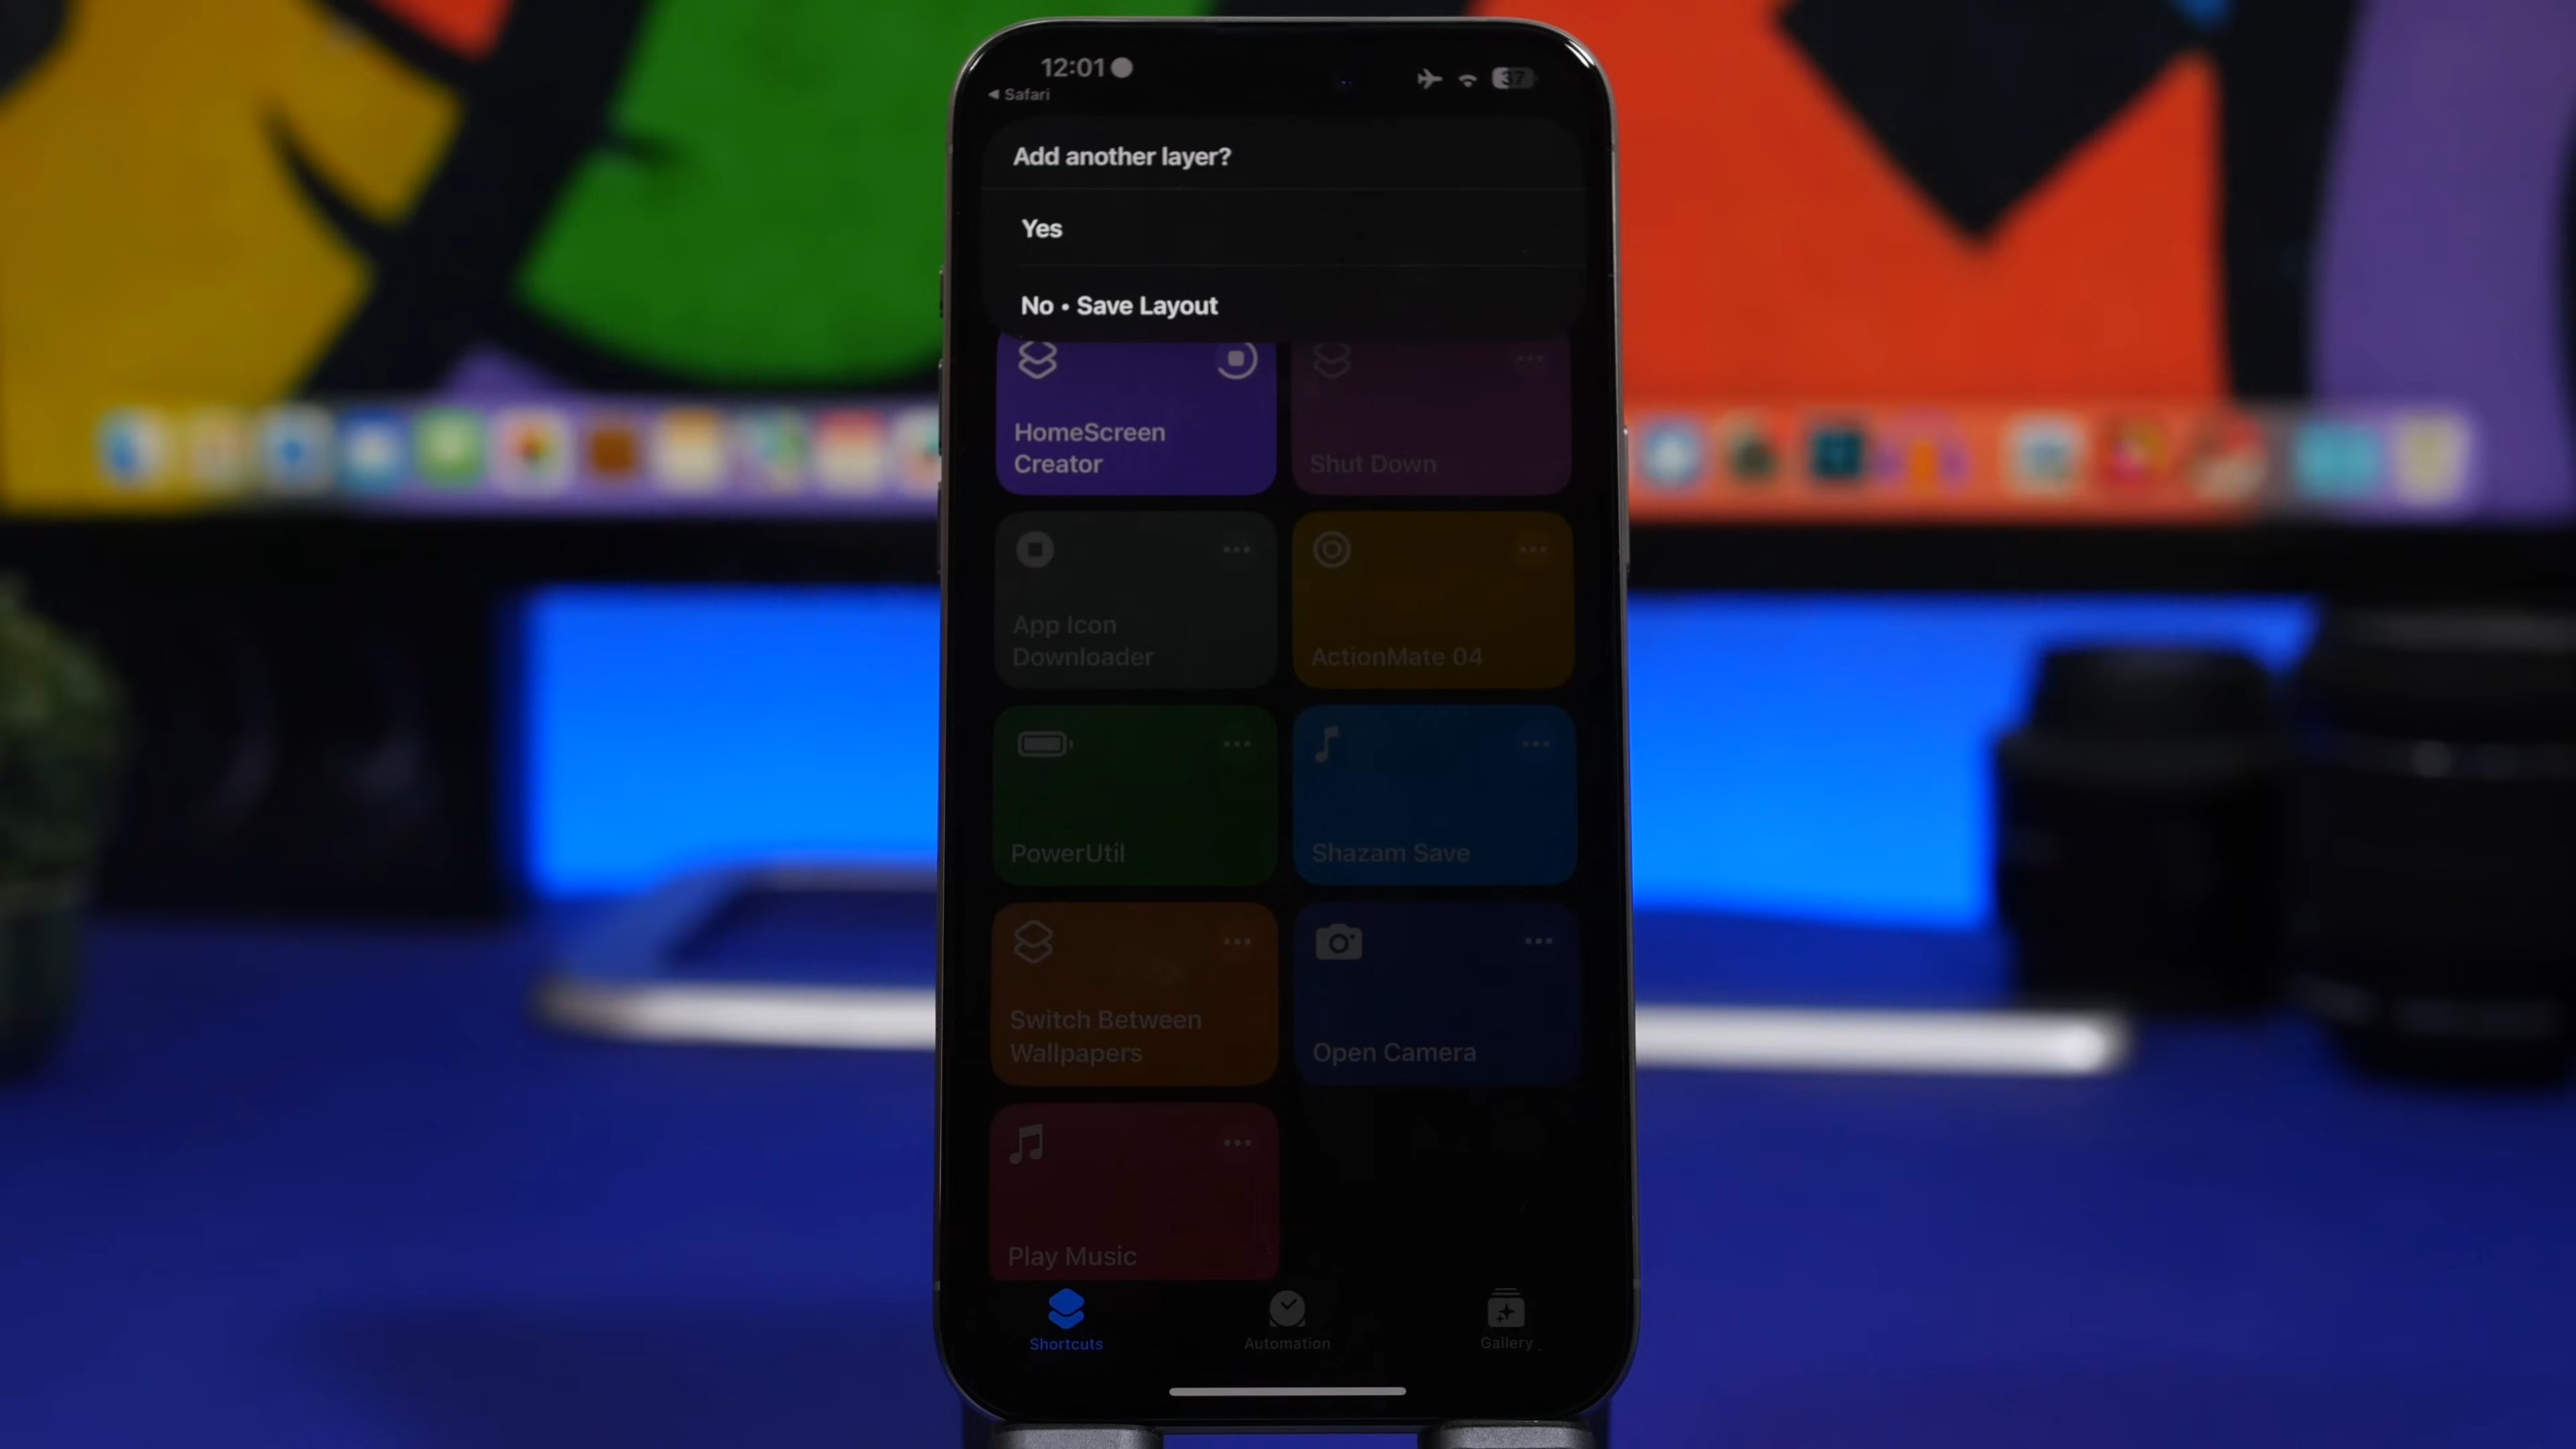 12:01
37
◀ Safari
Add another layer?
Yes
No • Save Layout
HomeScreen
Creator
Shut Down
App Icon
Downloader
ActionMate 04
PowerUtil
Shazam Save
Switch Between
Wallpapers
Open Camera
Play Music
Shortcuts
Automation
Gallery